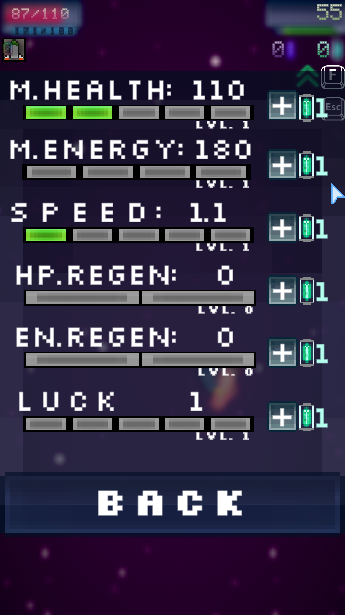 87/110
55
171/180
0 0
F
M.HEALTH: 110
1
Esc
LVL. 1
M.ENERGY: 180
1
LVL. 1
SPEED: 1.1
1
LVL. 1
HP.REGEN: 0
1
LVL. 0
EN.REGEN: 0
1
LVL. 0
LUCK 1
1
LVL. 1
BACK